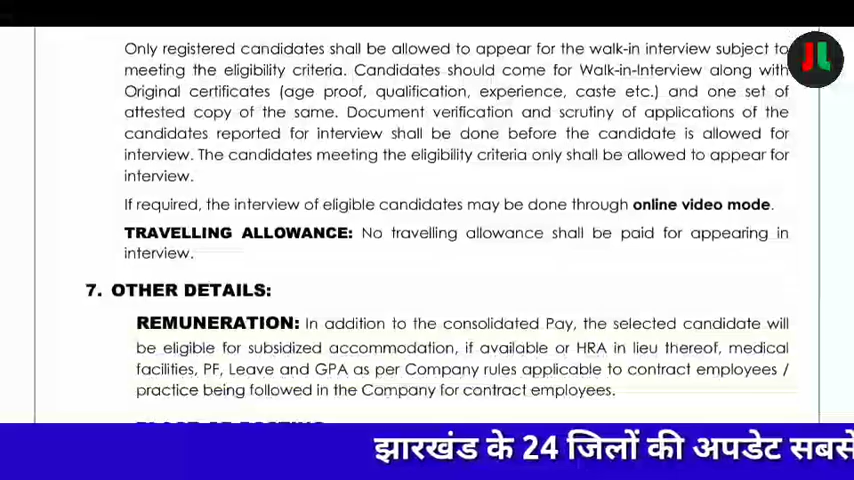 Only registered candidates shall be allowed to appear for the walk-in interview subject to
meeting the eligibility criteria. Candidates should come for Walk-in-Interview along with
Original certificates (age proof, qualification, experience, caste etc.) and one set of
attested copy of the same. Document verification and scrutiny of applications of the
candidates reported for interview shall be done before the candidate is allowed for
interview. The candidates meeting the eligibility criteria only shall be allowed to appear for
interview.
If required, the interview of eligible candidates may be done through online video mode.
TRAVELLING ALLOWANCE: No travelling allowance shall be paid for appearing in
interview.
7. OTHER DETAILS:
REMUNERATION: In addition to the consolidated Pay, the selected candidate will
be eligible for subsidized accommodation, if available or HRA in lieu thereof, medical
facilities, PF, Leave and GPA as per Company rules applicable to contract employees /
practice being followed in the Company for contract employees.
झारखंड के 24 जिलों की अपडेट सबसे
JL